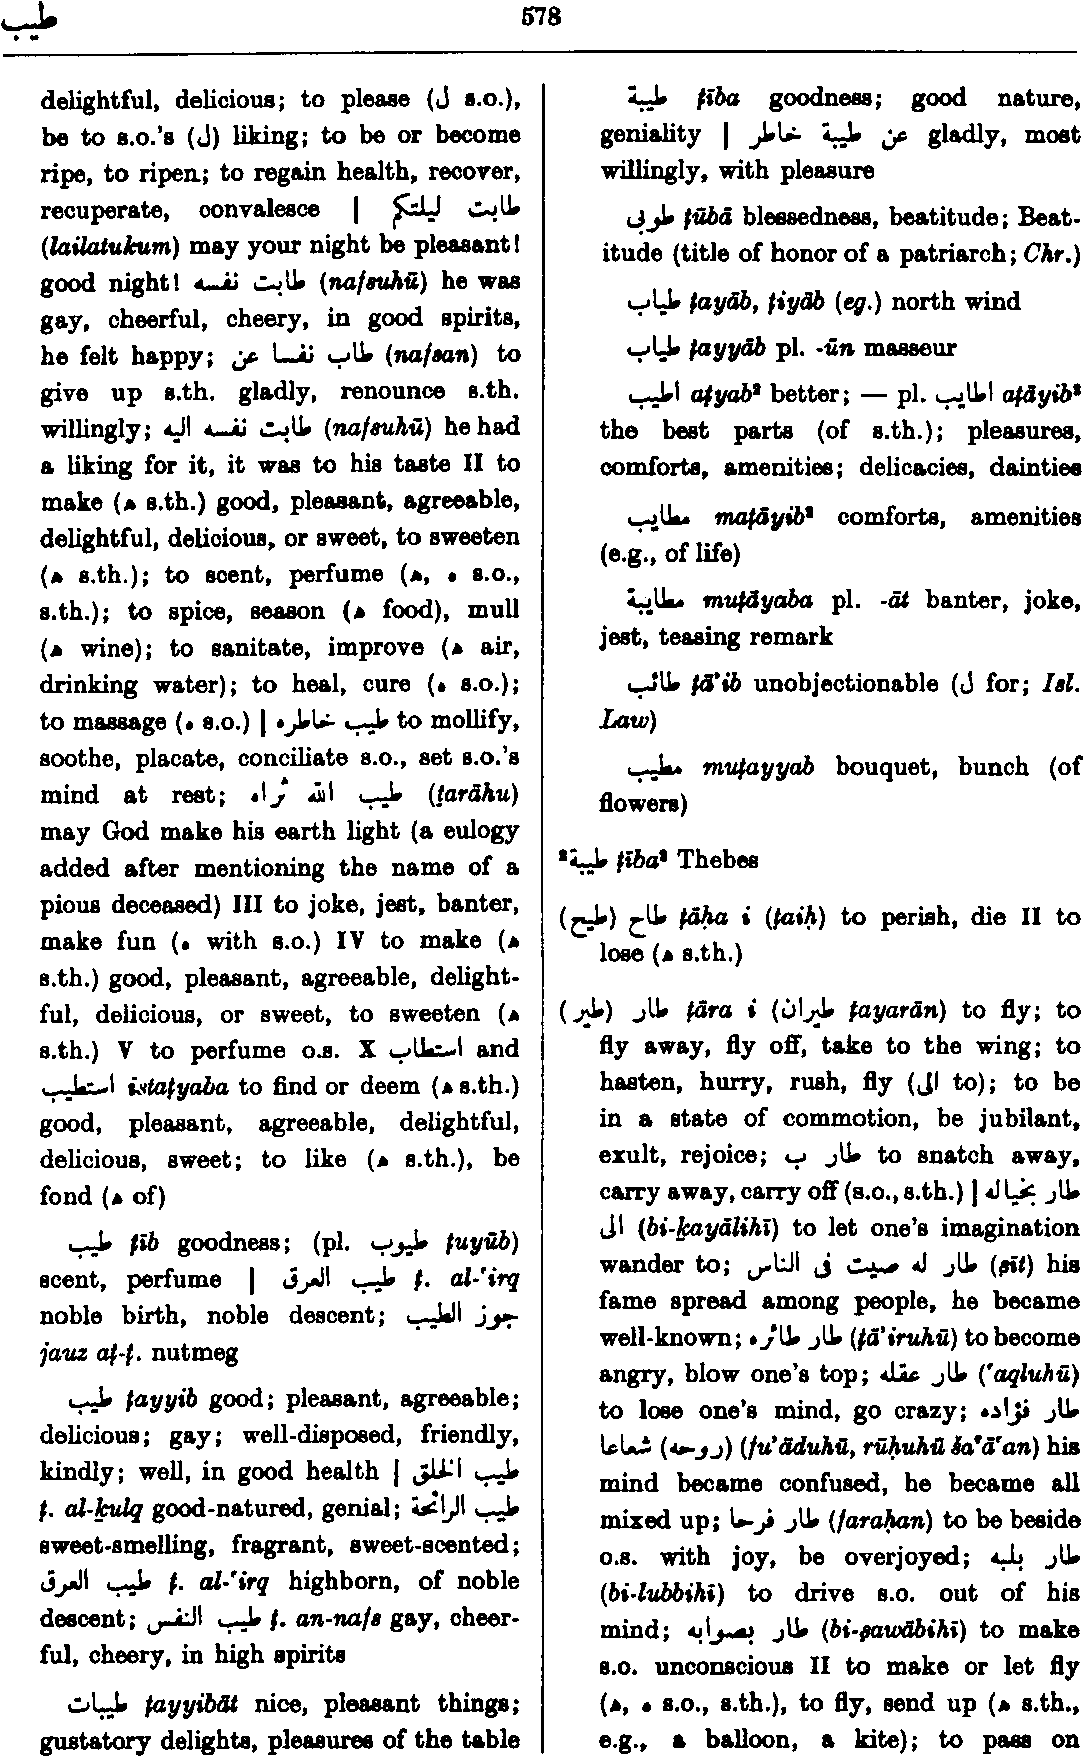 طيب
578
delightful, delicious; to please (ل s.o.),
be to s.o.'s (ل) liking; to be or become
ripe, to ripen; to regain health, recover,
recuperate, convalesce | طابت ليلتكم
(lailatukum) may your night be pleasant!
good night! طابت نفسه (nafsuhū) he was
gay, cheerful, cheery, in good spirits,
he felt happy; طاب نفسا عن (nafsan) to
give up s.th. gladly, renounce s.th.
willingly; طابت نفسه اليه (nafsuhū) he had
a liking for it, it was to his taste II to
make (ه s.th.) good, pleasant, agreeable,
delightful, delicious, or sweet, to sweeten
(ه s.th.); to scent, perfume (ه, ه s.o.,
s.th.); to spice, season (ه food), mull
(ه wine); to sanitate, improve (ه air,
drinking water); to heal, cure (ه s.o.);
to massage (ه s.o.) | طيب خاطره to mollify,
soothe, placate, conciliate s.o., set s.o.'s
mind at rest; طيب الله ثراه (ṯarāhu)
may God make his earth light (a eulogy
added after mentioning the name of a
pious deceased) III to joke, jest, banter,
make fun (ه with s.o.) IV to make (ه
s.th.) good, pleasant, agreeable, delight-
ful, delicious, or sweet, to sweeten (ه
s.th.) V to perfume o.s. X استطاب and
استطيب istaṭyaba to find or deem (ه s.th.)
good, pleasant, agreeable, delightful,
delicious, sweet; to like (ه s.th.), be
fond (ه of)
طيب ṭīb goodness; (pl. طيوب ṭuyūb)
scent, perfume | طيب العرق ṭ. al-ʿirq
noble birth, noble descent; جوز الطيب
jauz aṭ-ṭ. nutmeg
طيب ṭayyib good; pleasant, agreeable;
delicious; gay; well-disposed, friendly,
kindly; well, in good health | طيب الخلق
ṭ. al-ḵulq good-natured, genial; طيب الرائحة
sweet-smelling, fragrant, sweet-scented;
طيب العرق ṭ. al-ʿirq highborn, of noble
descent; طيب النفس ṭ. an-nafs gay, cheer-
ful, cheery, in high spirits
طيبات ṭayyibāt nice, pleasant things;
gustatory delights, pleasures of the table
طيبة ṭība goodness; good nature,
geniality | عن طيبة خاطر gladly, most
willingly, with pleasure
طوبى ṭūbā blessedness, beatitude; Beat-
itude (title of honor of a patriarch; Chr.)
طياب ṭayāb, ṭiyāb (eg.) north wind
طياب ṭayyāb pl. -ūn masseur
اطيب aṭyab² better; — pl. اطايب aṭāyib²
the best parts (of s.th.); pleasures,
comforts, amenities; delicacies, dainties
مطايب maṭāyib² comforts, amenities
(e.g., of life)
مطايبة muṭāyaba pl. -āt banter, joke,
jest, teasing remark
طائب ṭāʾib unobjectionable (ل for; Isl.
Law)
مطيب muṭayyab bouquet, bunch (of
flowers)
²طيبة ṭība² Thebes
(طيح) طاح ṭāḥa i (ṭaiḥ) to perish, die II to
lose (ه s.th.)
(طير) طار ṭāra i (طيران ṭayarān) to fly; to
fly away, fly off, take to the wing; to
hasten, hurry, rush, fly (الى to); to be
in a state of commotion, be jubilant,
exult, rejoice; طار ب to snatch away,
carry away, carry off (s.o., s.th.) | طار بخياله
الى (bi-ḵayālihī) to let one's imagination
wander to; طار له صيت فى الناس (ṣīt) his
fame spread among people, he became
well-known; طار طائره (ṭāʾiruhū) to become
angry, blow one's top; طار عقله (ʿaqluhū)
to lose one's mind, go crazy; طار فؤاده
(روحه) شعاعا (fuʾāduhū, rūḥuhū šaʿāʿan) his
mind became confused, he became all
mixed up; طار فرحا (faraḥan) to be beside
o.s. with joy, be overjoyed; طار بلبه
(bi-lubbihī) to drive s.o. out of his
mind; طار بصوابه (bi-ṣawābihī) to make
s.o. unconscious II to make or let fly
(ه, ه s.o., s.th.), to fly, send up (ه s.th.,
e.g., a balloon, a kite); to pass on